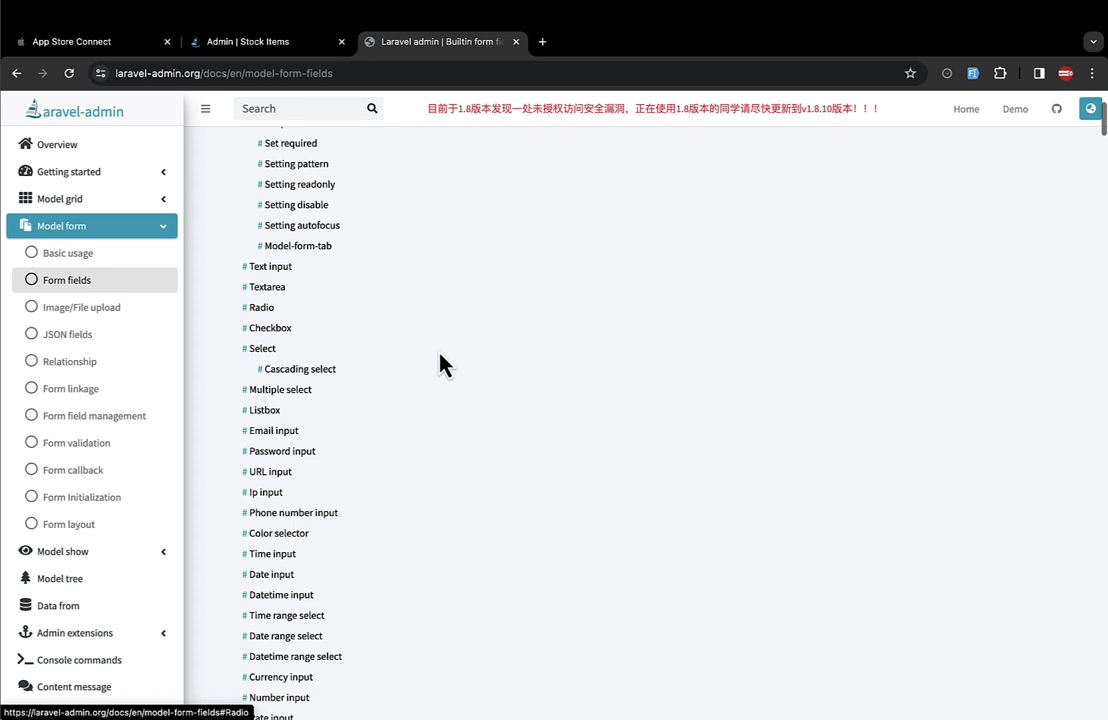 App Store Connect
Admin | Stock Items
Laravel admin | Builtin form fi
laravel-admin.org/docs/en/model-form-fields
aravel-admin
Search
目前于1.8版本发现一处未授权访问安全漏洞，正在使用1.8版本的同学请尽快更新到v1.8.10版本！！！
Home
Demo
Overview
Getting started
Model grid
Model form
Basic usage
Form fields
Image/File upload
JSON fields
Relationship
Form linkage
Form field management
Form validation
Form callback
Form Initialization
Form layout
Model show
Model tree
Data from
Admin extensions
Console commands
Content message
# Set required
# Setting pattern
# Setting readonly
# Setting disable
# Setting autofocus
# Model-form-tab
# Text input
# Textarea
# Radio
# Checkbox
# Select
# Cascading select
# Multiple select
# Listbox
# Email input
# Password input
# URL input
# Ip input
# Phone number input
# Color selector
# Time input
# Date input
# Datetime input
# Time range select
# Date range select
# Datetime range select
# Currency input
# Number input
input
https://laravel-admin.org/docs/en/model-form-fields#Radio